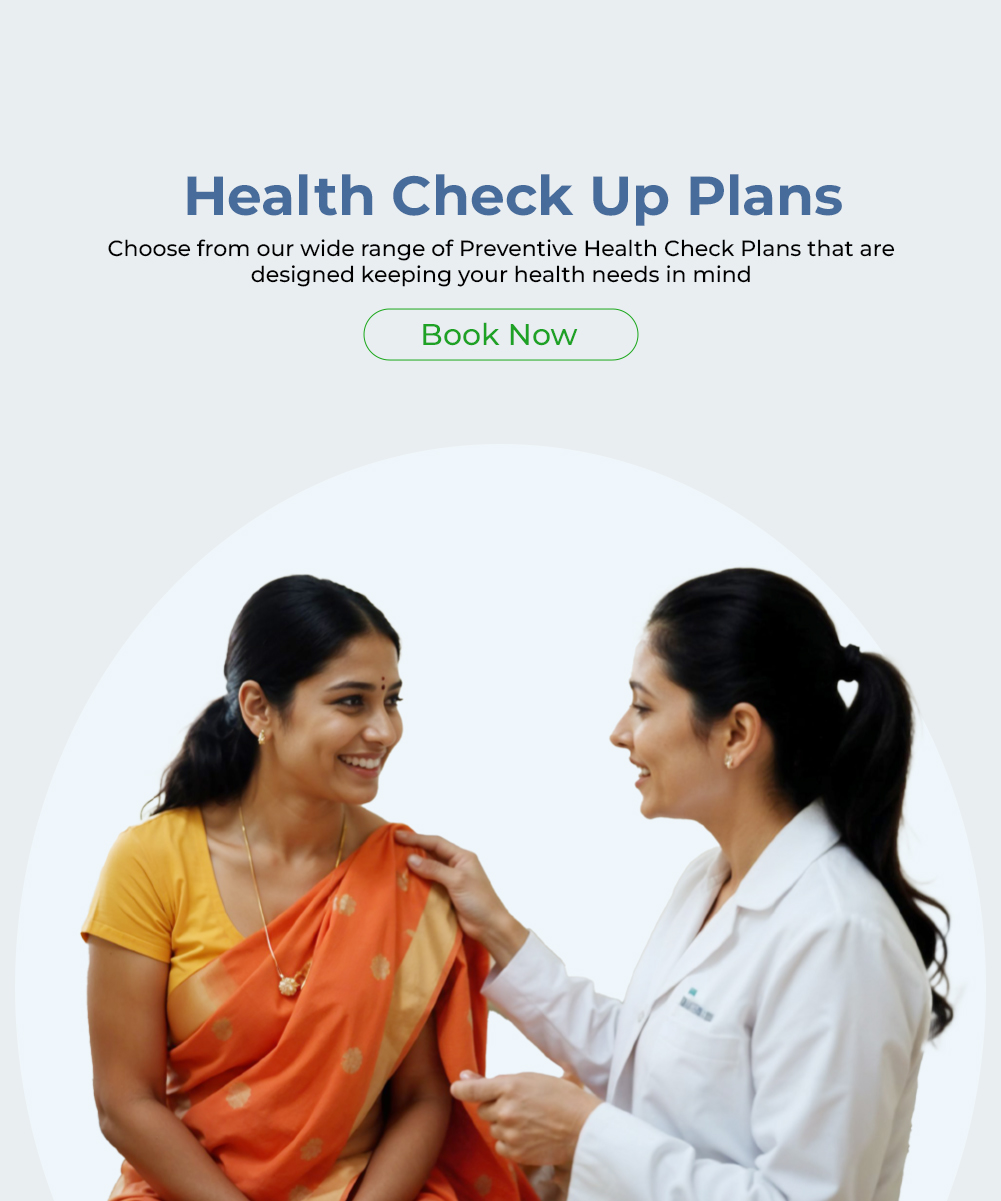 Health Check Up Plans
Choose from our wide range of Preventive Health Check Plans that are
designed keeping your health needs in mind
Book Now